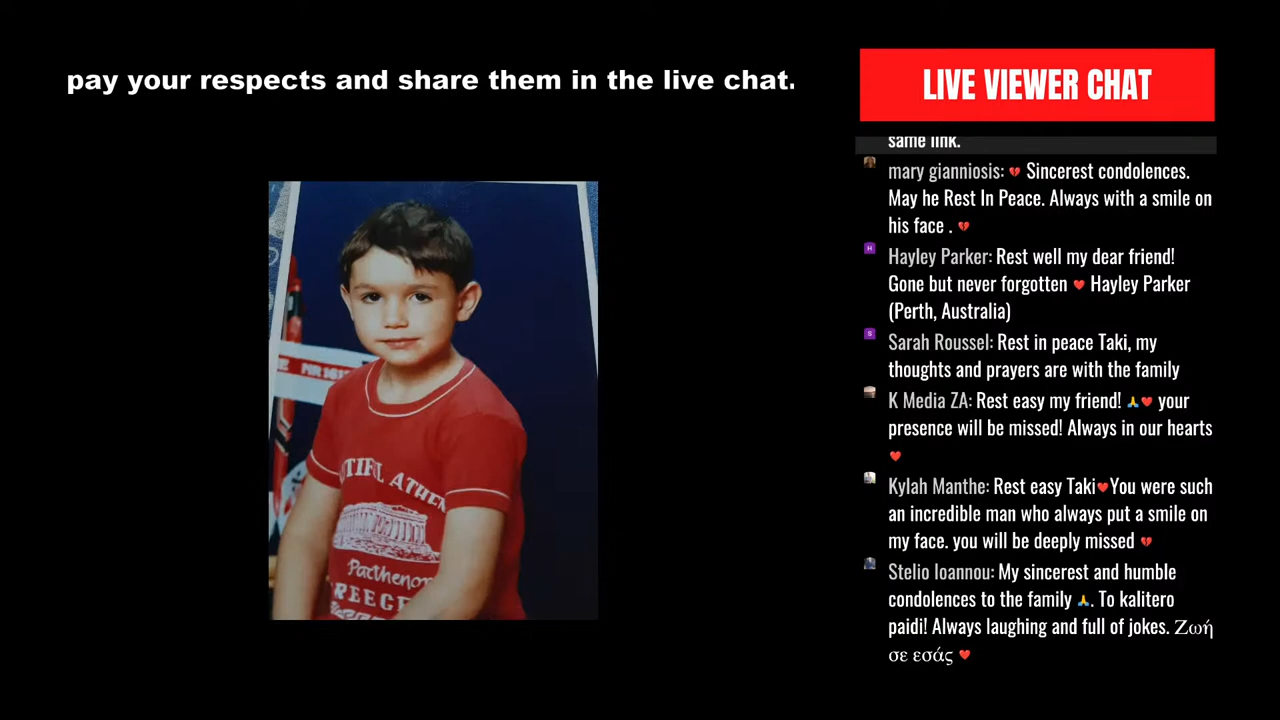 pay your respects and share them in the live chat.
LIVE VIEWER CHAT
same link.
mary gianniosis: 💔 Sincerest condolences.
May he Rest In Peace. Always with a smile on
his face . 💔
Hayley Parker: Rest well my dear friend!
Gone but never forgotten ❤ Hayley Parker
(Perth, Australia)
Sarah Roussel: Rest in peace Taki, my
thoughts and prayers are with the family
K Media ZA: Rest easy my friend! 🙏❤ your
presence will be missed! Always in our hearts
❤
Kylah Manthe: Rest easy Taki❤You were such
an incredible man who always put a smile on
my face. you will be deeply missed 💔
Stelio Ioannou: My sincerest and humble
condolences to the family 🙏. To kalitero
paidi! Always laughing and full of jokes. Ζωή
σε εσάς ❤
TIFUL ATHEN
Parthenon
REECE